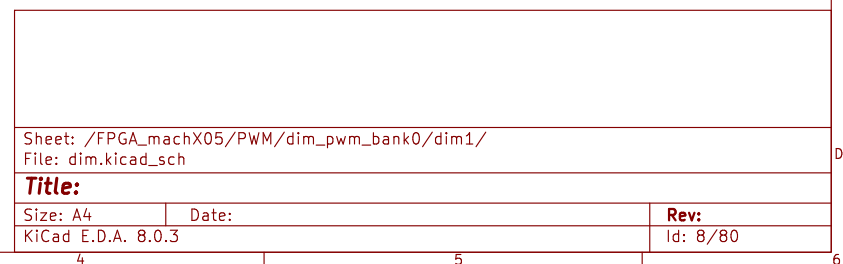 Sheet: /FPGA_machXO5/PWM/dim_pwm_bank0/dim1/
File: dim.kicad_sch
D
Title:
Size: A4 Date: Rev:
KiCad E.D.A. 8.0.3 Id: 8/80
4 5 6